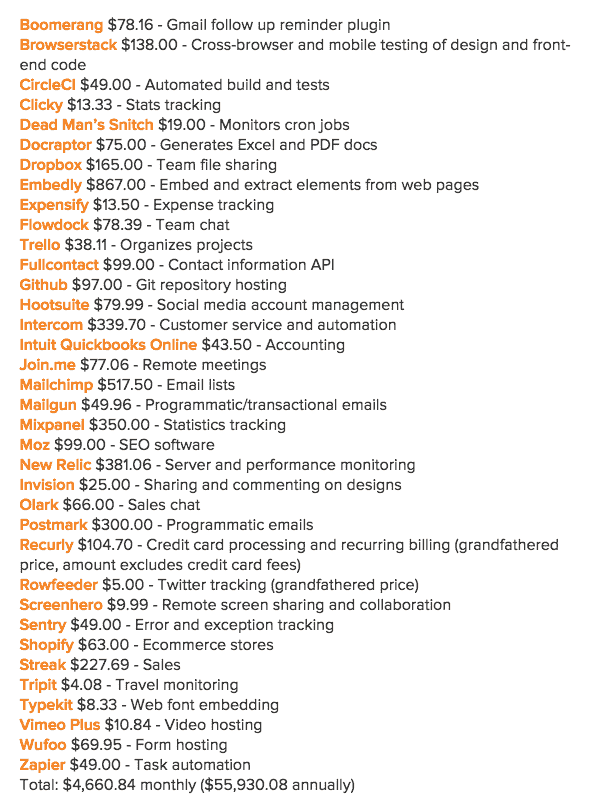 Boomerang $78.16 - Gmail follow up reminder plugin
Browserstack $138.00 - Cross-browser and mobile testing of design and front-
end code
CircleCI $49.00 - Automated build and tests
Clicky $13.33 - Stats tracking
Dead Man's Snitch $19.00 - Monitors cron jobs
Docraptor $75.00 - Generates Excel and PDF docs
Dropbox $165.00 - Team file sharing
Embedly $867.00 - Embed and extract elements from web pages
Expensify $13.50 - Expense tracking
Flowdock $78.39 - Team chat
Trello $38.11 - Organizes projects
Fullcontact $99.00 - Contact information API
Github $97.00 - Git repository hosting
Hootsuite $79.99 - Social media account management
Intercom $339.70 - Customer service and automation
Intuit Quickbooks Online $43.50 - Accounting
Join.me $77.06 - Remote meetings
Mailchimp $517.50 - Email lists
Mailgun $49.96 - Programmatic/transactional emails
Mixpanel $350.00 - Statistics tracking
Moz $99.00 - SEO software
New Relic $381.06 - Server and performance monitoring
Invision $25.00 - Sharing and commenting on designs
Olark $66.00 - Sales chat
Postmark $300.00 - Programmatic emails
Recurly $104.70 - Credit card processing and recurring billing (grandfathered
price, amount excludes credit card fees)
Rowfeeder $5.00 - Twitter tracking (grandfathered price)
Screenhero $9.99 - Remote screen sharing and collaboration
Sentry $49.00 - Error and exception tracking
Shopify $63.00 - Ecommerce stores
Streak $227.69 - Sales
Tripit $4.08 - Travel monitoring
Typekit $8.33 - Web font embedding
Vimeo Plus $10.84 - Video hosting
Wufoo $69.95 - Form hosting
Zapier $49.00 - Task automation
Total: $4,660.84 monthly ($55,930.08 annually)